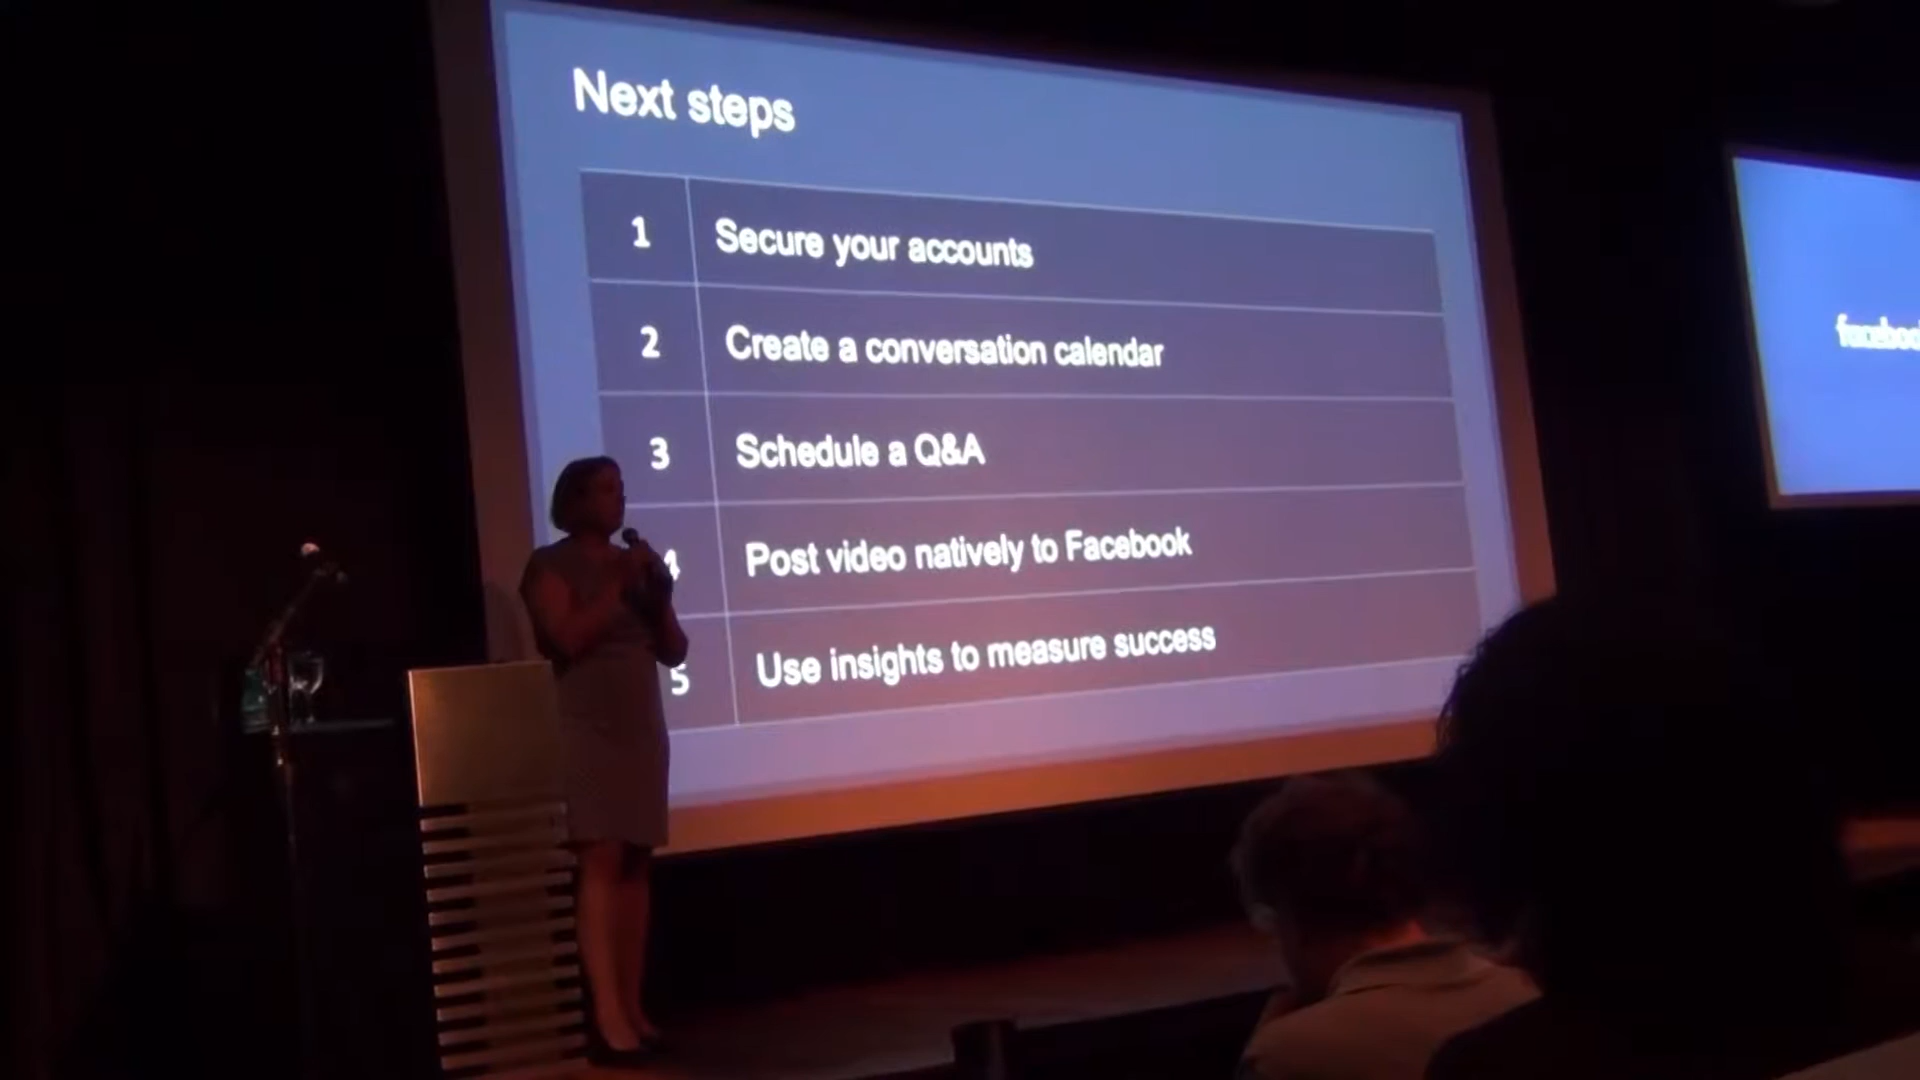 Next steps
1 Secure your accounts
2 Create a conversation calendar
3 Schedule a Q&A
4 Post video natively to Facebook
5 Use insights to measure success